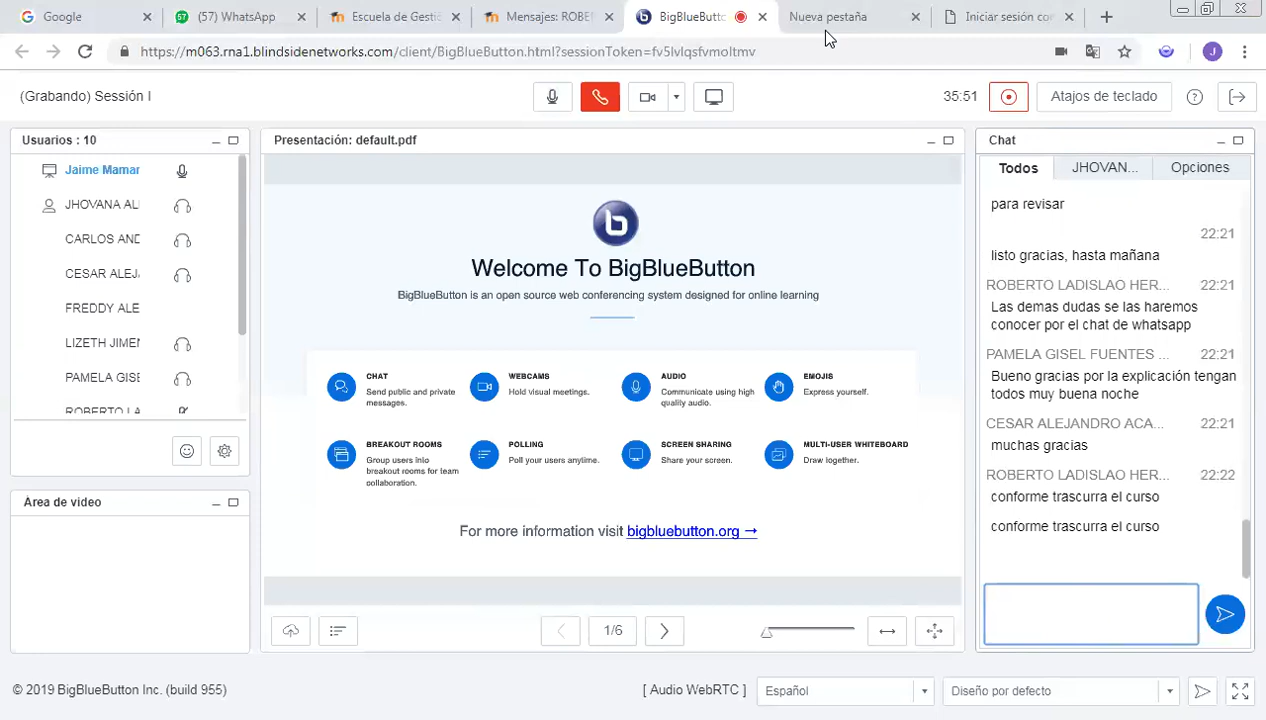 Google
(57) WhatsApp
Escuela de Gesti
Mensajes: ROBE
BigBlueButto
Nueva pestaña
Iniciar sesión co
https://m063.rna1.blindsidenetworks.com/client/BigBlueButton.html?sessionToken=fv5lvlqsfvmoltmv
J
(Grabando) Sesión I
35:51
Atajos de teclado
Usuarios : 10
Jaime Mamar
JHOVANA AL
CARLOS AND
CESAR ALEJ
FREDDY ALE
LIZETH JIMEN
PAMELA GISE
ROBERTO LA
Área de video
Presentación: default.pdf
b
Welcome To BigBlueButton
BigBlueButton is an open source web conferencing system designed for online learning
CHAT
Send public and private
messages.
WEBCAMS
Hold visual meetings.
AUDIO
Communicate using high
quality audio.
EMOJIS
Express yourself.
BREAKOUT ROOMS
Group users into
breakout rooms for team
collaboration.
POLLING
Poll your users anytime.
SCREEN SHARING
Share your screen.
MULTI-USER WHITEBOARD
Draw together.
For more information visit bigbluebutton.org →
1/6
Chat
Todos
JHOVAN...
Opciones
para revisar
22:21
listo gracias, hasta mañana
ROBERTO LADISLAO HER... 22:21
Las demas dudas se las haremos
conocer por el chat de whatsapp
PAMELA GISEL FUENTES ... 22:21
Bueno gracias por la explicación tengan
todos muy buena noche
CESAR ALEJANDRO ACA... 22:21
muchas gracias
ROBERTO LADISLAO HER... 22:22
conforme trascurra el curso
conforme trascurra el curso
© 2019 BigBlueButton Inc. (build 955)
[ Audio WebRTC ]
Español
Diseño por defecto